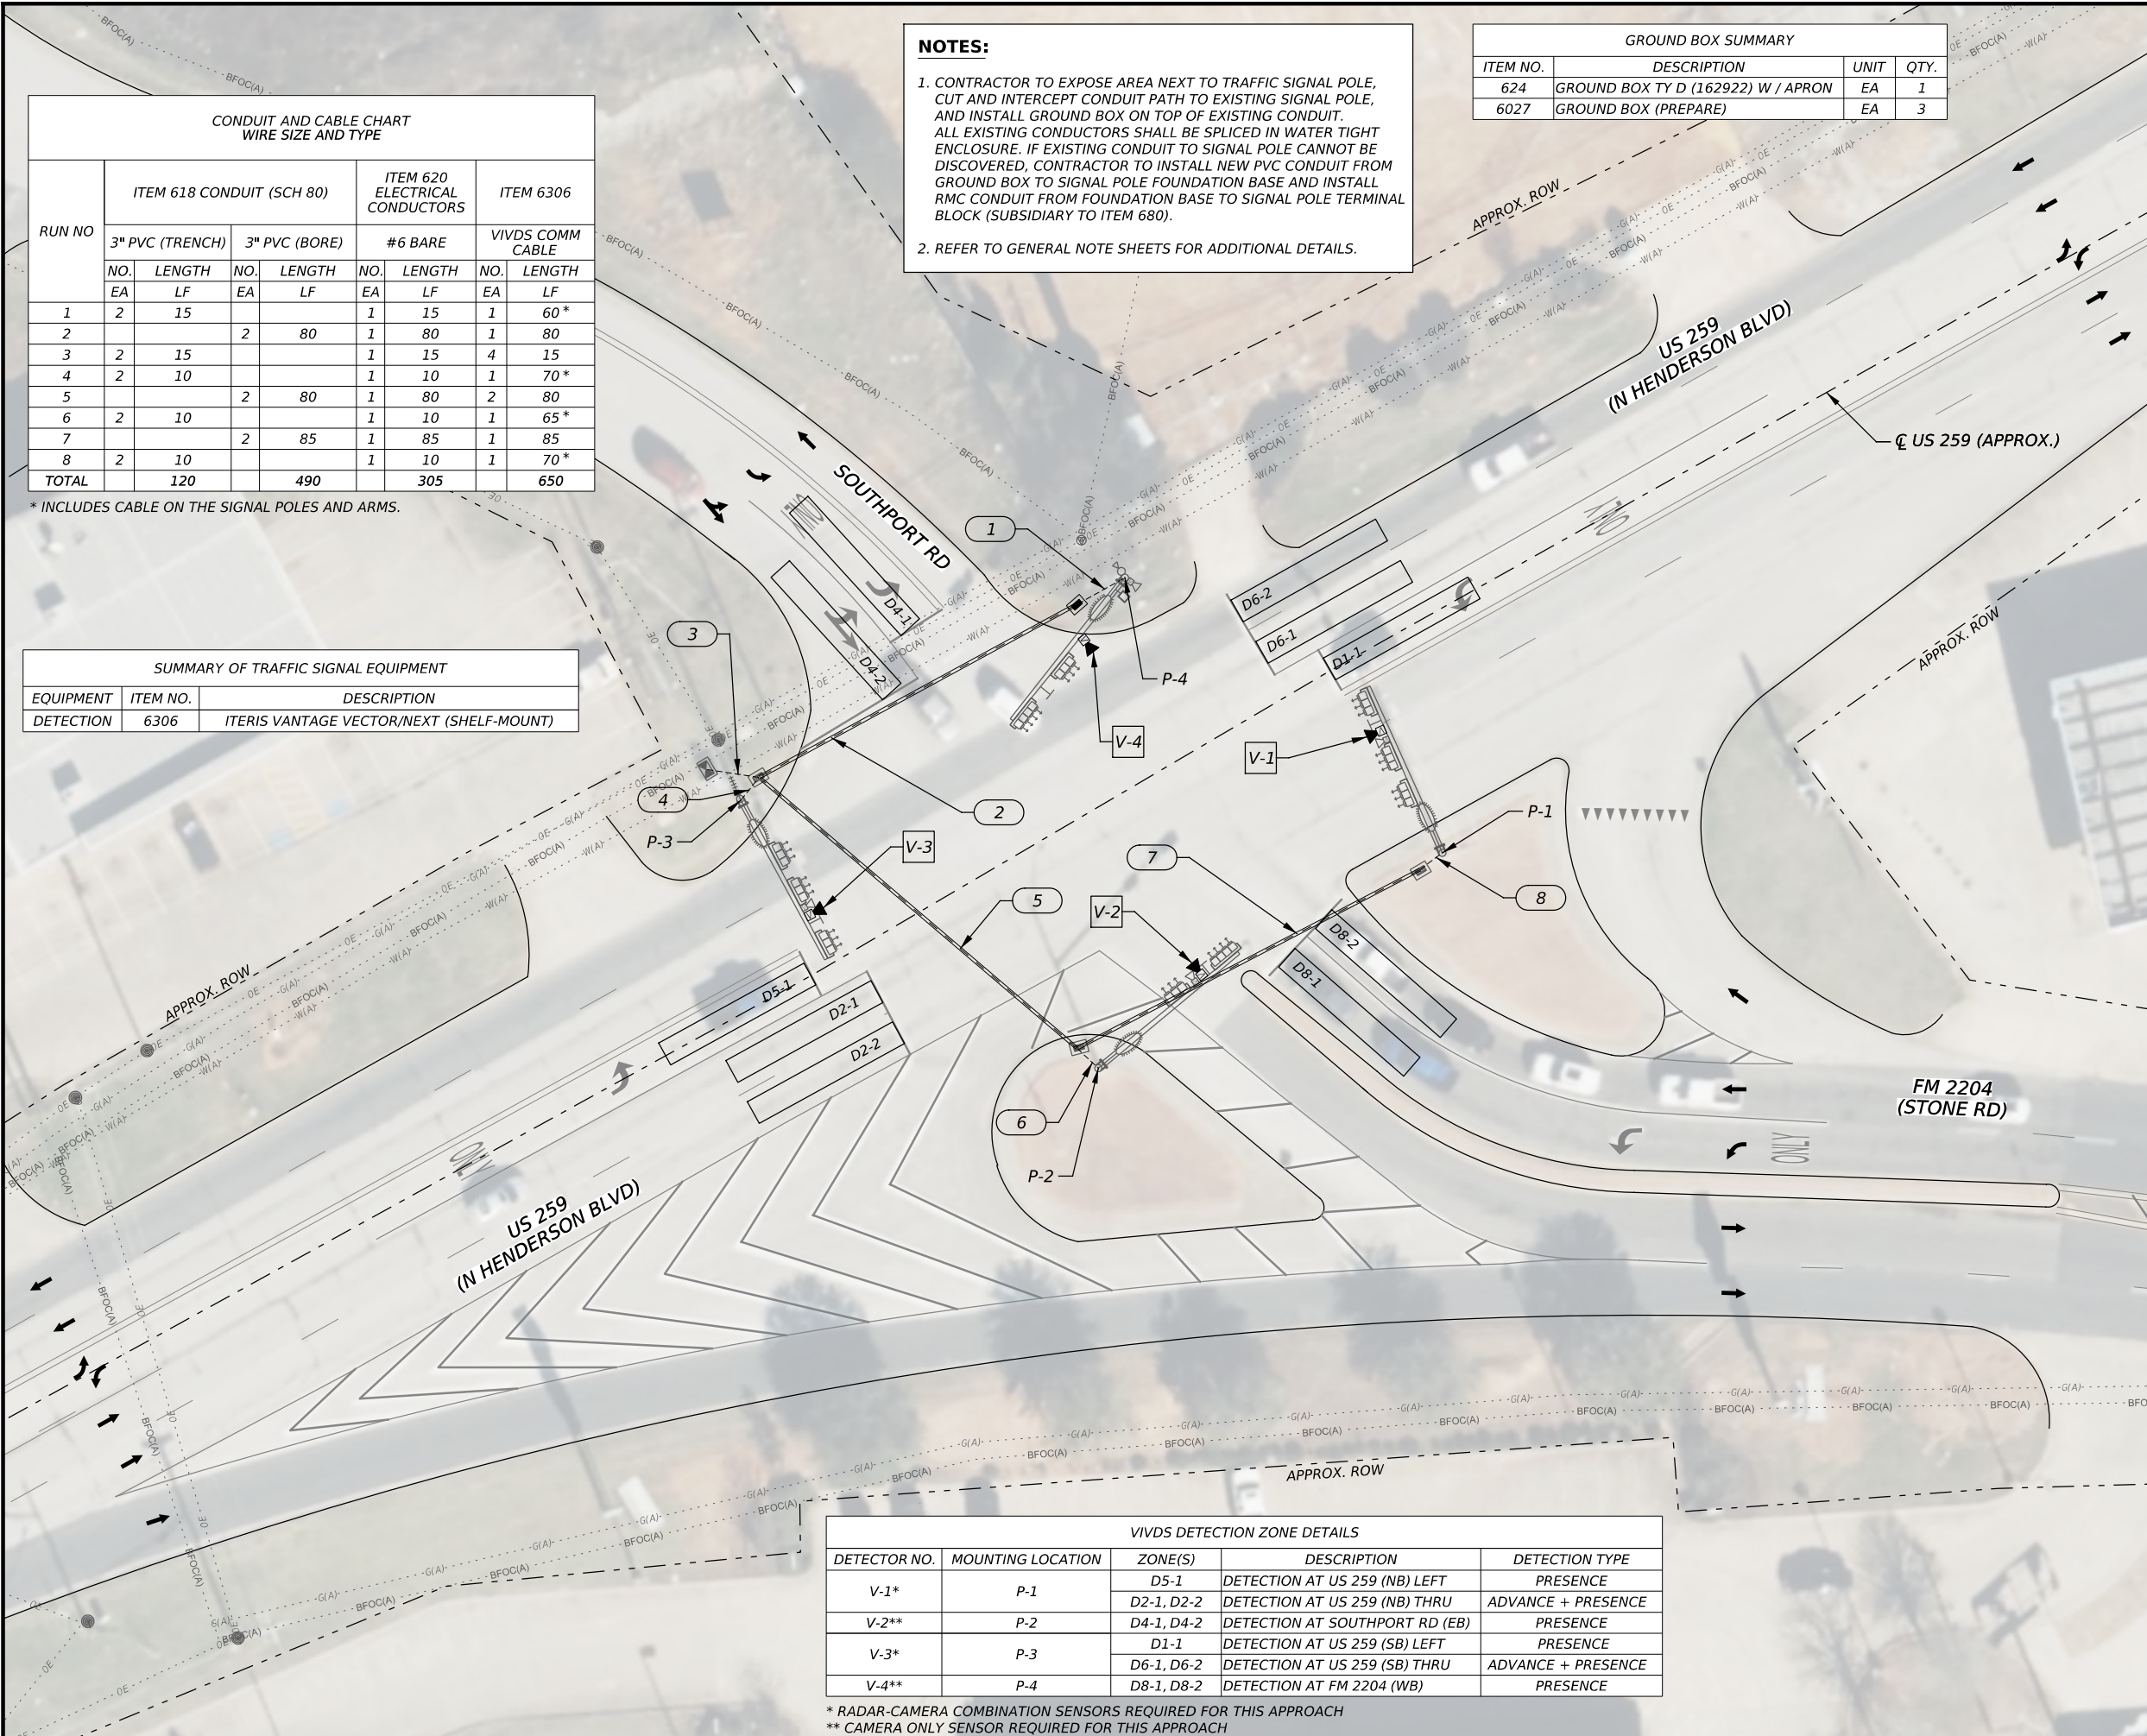 NOTES:
1. CONTRACTOR TO EXPOSE AREA NEXT TO TRAFFIC SIGNAL POLE,
CUT AND INTERCEPT CONDUIT PATH TO EXISTING SIGNAL POLE,
AND INSTALL GROUND BOX ON TOP OF EXISTING CONDUIT.
ALL EXISTING CONDUCTORS SHALL BE SPLICED IN WATER TIGHT
ENCLOSURE. IF EXISTING CONDUIT TO SIGNAL POLE CANNOT BE
DISCOVERED, CONTRACTOR TO INSTALL NEW PVC CONDUIT FROM
GROUND BOX TO SIGNAL POLE FOUNDATION BASE AND INSTALL
RMC CONDUIT FROM FOUNDATION BASE TO SIGNAL POLE TERMINAL
BLOCK (SUBSIDIARY TO ITEM 680).
2. REFER TO GENERAL NOTE SHEETS FOR ADDITIONAL DETAILS.
GROUND BOX SUMMARY
ITEM NO. DESCRIPTION UNIT QTY.
624 GROUND BOX TY D (162922) W / APRON EA 1
6027 GROUND BOX (PREPARE) EA 3
CONDUIT AND CABLE CHART
WIRE SIZE AND TYPE
RUN NO
ITEM 618 CONDUIT (SCH 80)
ITEM 620
ELECTRICAL
CONDUCTORS
ITEM 6306
3" PVC (TRENCH) 3" PVC (BORE) #6 BARE VIVDS COMM
CABLE
NO. LENGTH NO. LENGTH NO. LENGTH NO. LENGTH
EA LF EA LF EA LF EA LF
1 2 15 1 15 1 60*
2 2 80 1 80 1 80
3 2 15 1 15 4 15
4 2 10 1 10 1 70*
5 2 80 1 80 2 80
6 2 10 1 10 1 65*
7 2 85 1 85 1 85
8 2 10 1 10 1 70*
TOTAL 120 490 305 650
* INCLUDES CABLE ON THE SIGNAL POLES AND ARMS.
SUMMARY OF TRAFFIC SIGNAL EQUIPMENT
EQUIPMENT ITEM NO. DESCRIPTION
DETECTION 6306 ITERIS VANTAGE VECTOR/NEXT (SHELF-MOUNT)
APPROX. ROW
US 259
(N HENDERSON BLVD)
℄ US 259 (APPROX.)
SOUTHPORT RD
ONLY
ONLY
1
3
D4-1
D4-2
D6-2
D6-1
D1-1
P-4
V-4
V-1
APPROX. ROW
4
2
P-3
V-3
P-1
7
8
5
V-2
D8-2
D8-1
D5-1
D2-1
D2-2
APPROX. ROW
6
P-2
FM 2204
(STONE RD)
ONLY
ONLY
US 259
(N HENDERSON BLVD)
BFOC(A)
G(A)
OE
W(A)
APPROX. ROW
VIVDS DETECTION ZONE DETAILS
DETECTOR NO. MOUNTING LOCATION ZONE(S) DESCRIPTION DETECTION TYPE
V-1* P-1 D5-1 DETECTION AT US 259 (NB) LEFT PRESENCE
D2-1, D2-2 DETECTION AT US 259 (NB) THRU ADVANCE + PRESENCE
V-2** P-2 D4-1, D4-2 DETECTION AT SOUTHPORT RD (EB) PRESENCE
V-3* P-3 D1-1 DETECTION AT US 259 (SB) LEFT PRESENCE
D6-1, D6-2 DETECTION AT US 259 (SB) THRU ADVANCE + PRESENCE
V-4** P-4 D8-1, D8-2 DETECTION AT FM 2204 (WB) PRESENCE
* RADAR-CAMERA COMBINATION SENSORS REQUIRED FOR THIS APPROACH
** CAMERA ONLY SENSOR REQUIRED FOR THIS APPROACH